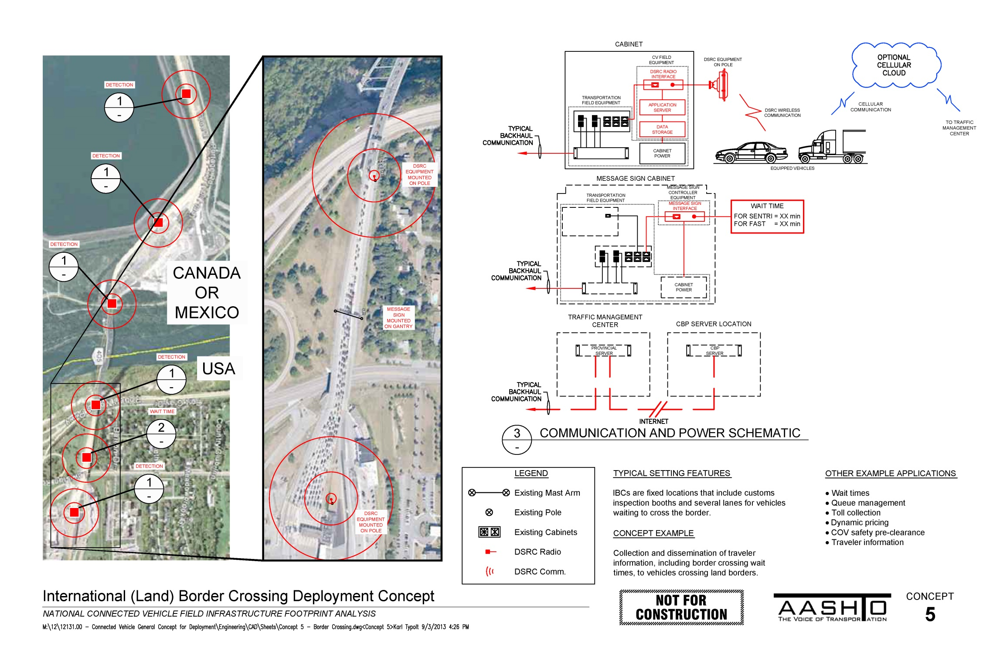 DETECTION
1
-
DETECTION
1
-
DETECTION
1
-
CANADA
OR
MEXICO
405
USA
DETECTION
1
-
WAIT TIME
2
-
DETECTION
1
-
DSRC
EQUIPMENT
MOUNTED
ON POLE
MESSAGE
SIGN
MOUNTED
ON GANTRY
DSRC
EQUIPMENT
MOUNTED
ON POLE
CABINET
CV FIELD
EQUIPMENT
DSRC RADIO
INTERFACE
TRANSPORTATION
FIELD EQUIPMENT
APPLICATION
SERVER
DATA
STORAGE
CABINET
POWER
TYPICAL
BACKHAUL
COMMUNICATION
DSRC EQUIPMENT
ON POLE
DSRC WIRELESS
COMMUNICATION
OPTIONAL
CELLULAR
CLOUD
CELLULAR
COMMUNICATION
TO TRAFFIC
MANAGEMENT
CENTER
EQUIPPED VEHICLES
MESSAGE SIGN CABINET
TRANSPORTATION
FIELD EQUIPMENT
MESSAGE SIGN
CONTROLLER
EQUIPMENT
MESSAGE SIGN
INTERFACE
WAIT TIME
FOR SENTRI = XX min
FOR FAST = XX min
TYPICAL
BACKHAUL
COMMUNICATION
CABINET
POWER
TRAFFIC MANAGEMENT
CENTER
CBP SERVER LOCATION
PROVINCIAL
SERVER
CBP
SERVER
TYPICAL
BACKHAUL
COMMUNICATION
INTERNET
3
-
COMMUNICATION AND POWER SCHEMATIC
LEGEND
Existing Mast Arm
Existing Pole
Existing Cabinets
DSRC Radio
DSRC Comm.
TYPICAL SETTING FEATURES
IBCs are fixed locations that include customs
inspection booths and several lanes for vehicles
waiting to cross the border.
CONCEPT EXAMPLE
Collection and dissemination of traveler
information, including border crossing wait
times, to vehicles crossing land borders.
OTHER EXAMPLE APPLICATIONS
• Wait times
• Queue management
• Toll collection
• Dynamic pricing
• COV safety pre-clearance
• Traveler information
International (Land) Border Crossing Deployment Concept
NATIONAL CONNECTED VEHICLE FIELD INFRASTRUCTURE FOOTPRINT ANALYSIS
M:\12\12131.00 - Connected Vehicle General Concept for Deployment\Engineering\CAD\Sheets\Concept 5 - Border Crossing.dwg<Concept 5>Karl Typolt 9/3/2013 4:26 PM
NOT FOR
CONSTRUCTION
AASHTO
THE VOICE OF TRANSPORTATION
CONCEPT
5